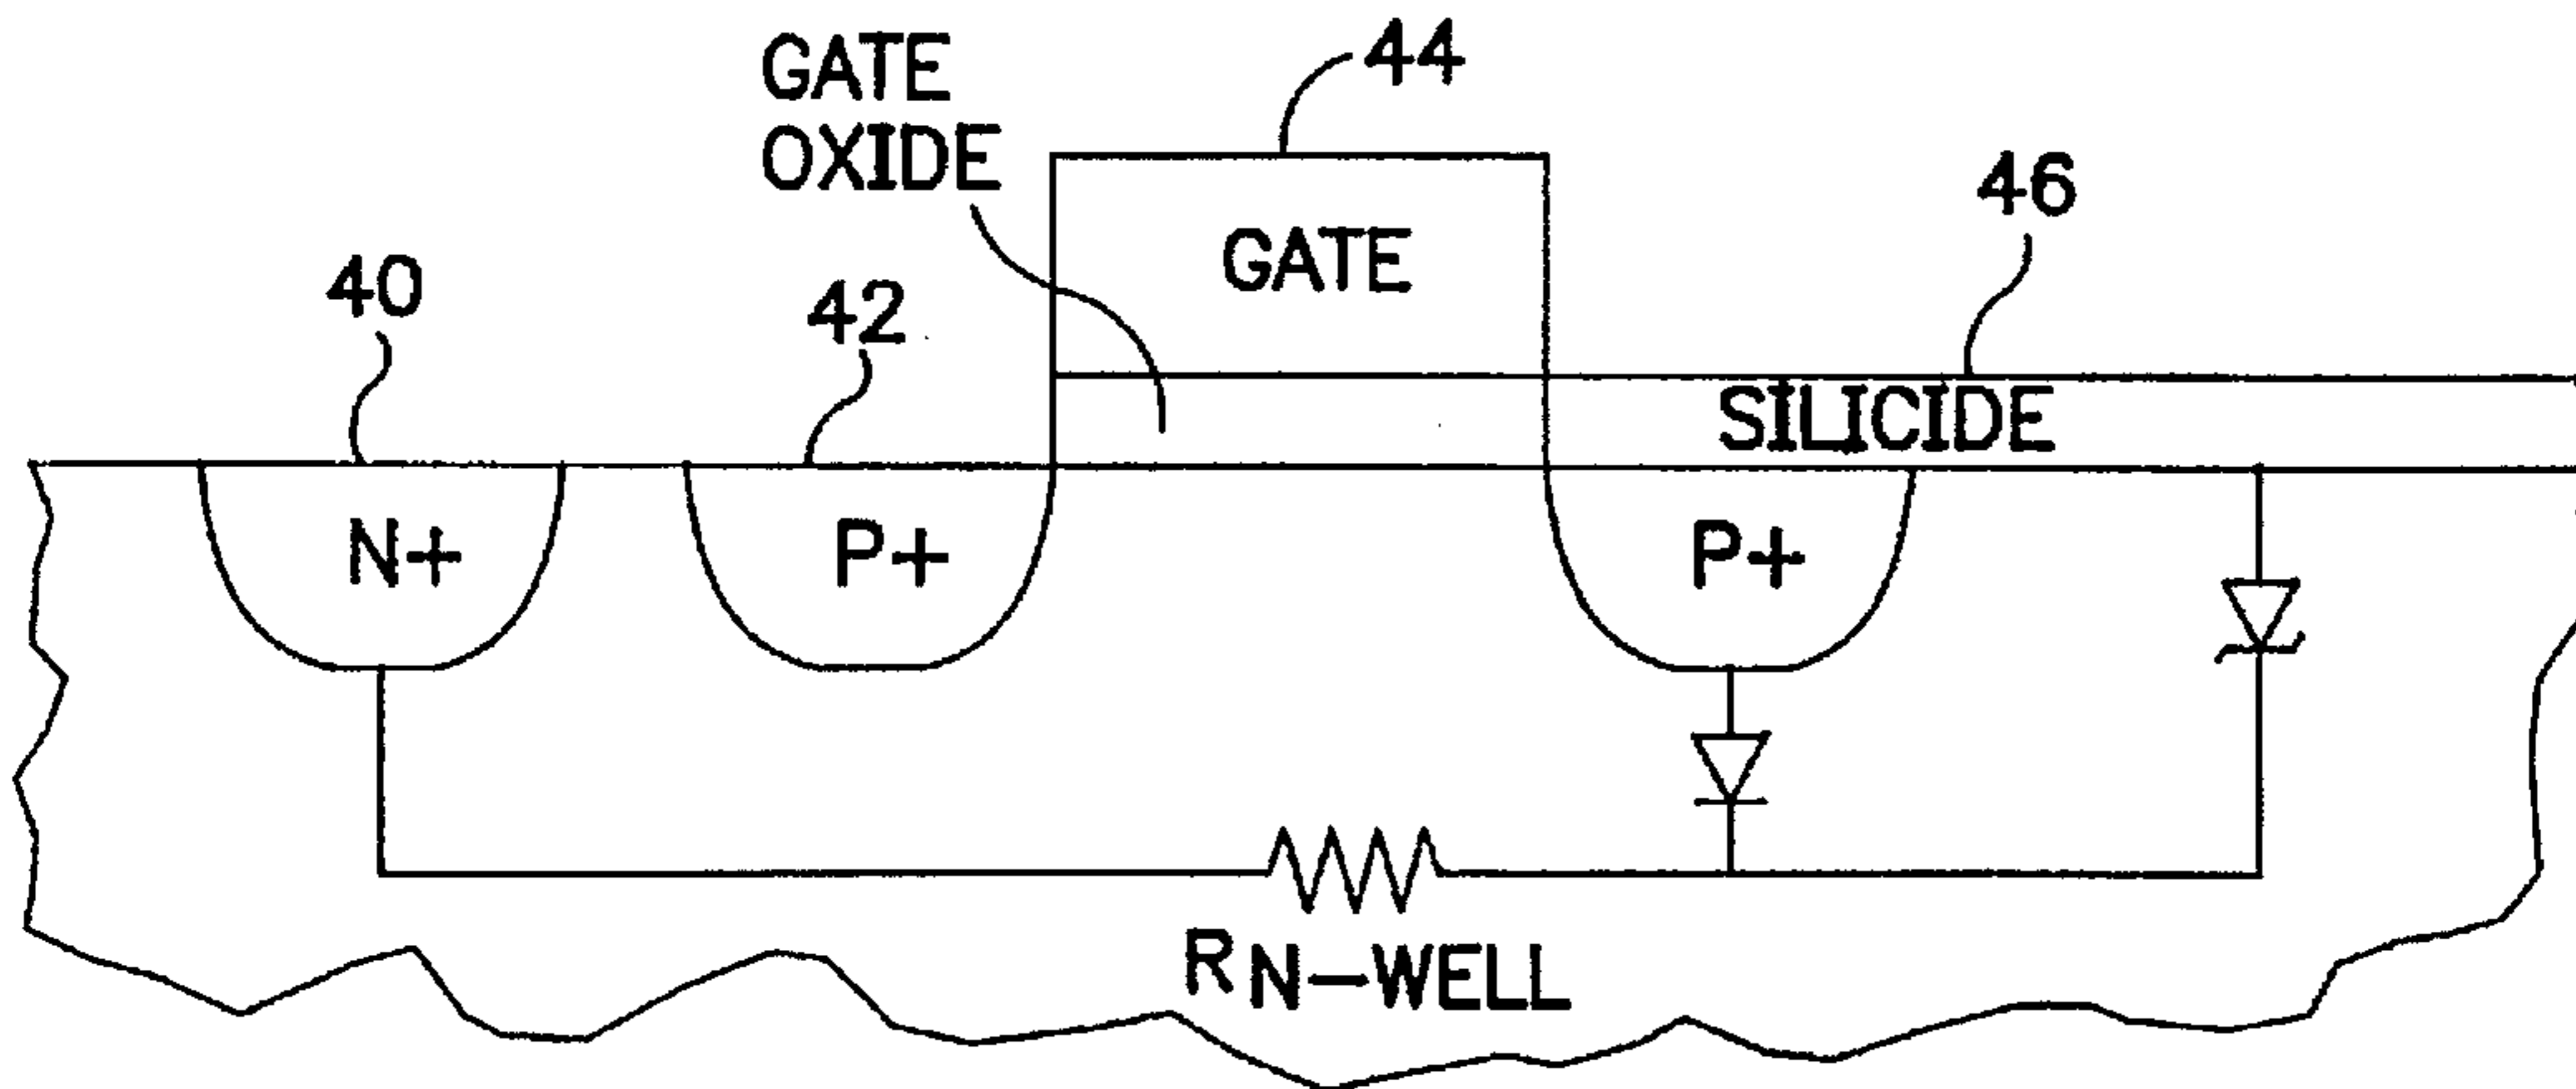 GATE
OXIDE
44
46
GATE
40
42
SILICIDE
N+
P+
P+
RN-WELL